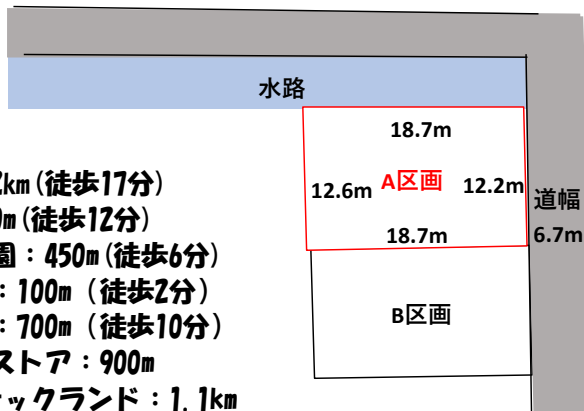 水路
18.7m
12.6m A区画 12.2m
18.7m
道幅
6.7m
B区画
km(徒歩17分)
m(徒歩12分)
園：450m(徒歩6分)
：100m（徒歩2分）
：700m（徒歩10分）
ストア：900m
ックランド：1.1km